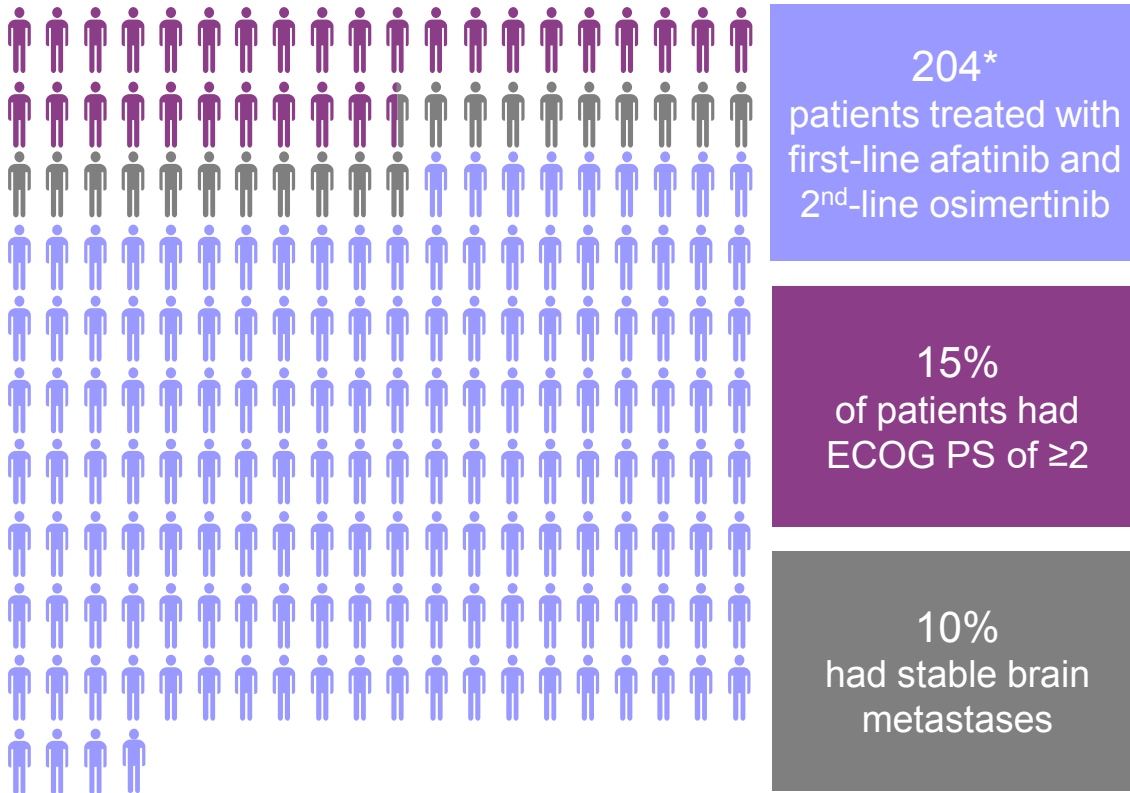 204*
patients treated with
first-line afatinib and
2nd-line osimertinib
15%
of patients had
ECOG PS of ≥2
10%
had stable brain
metastases